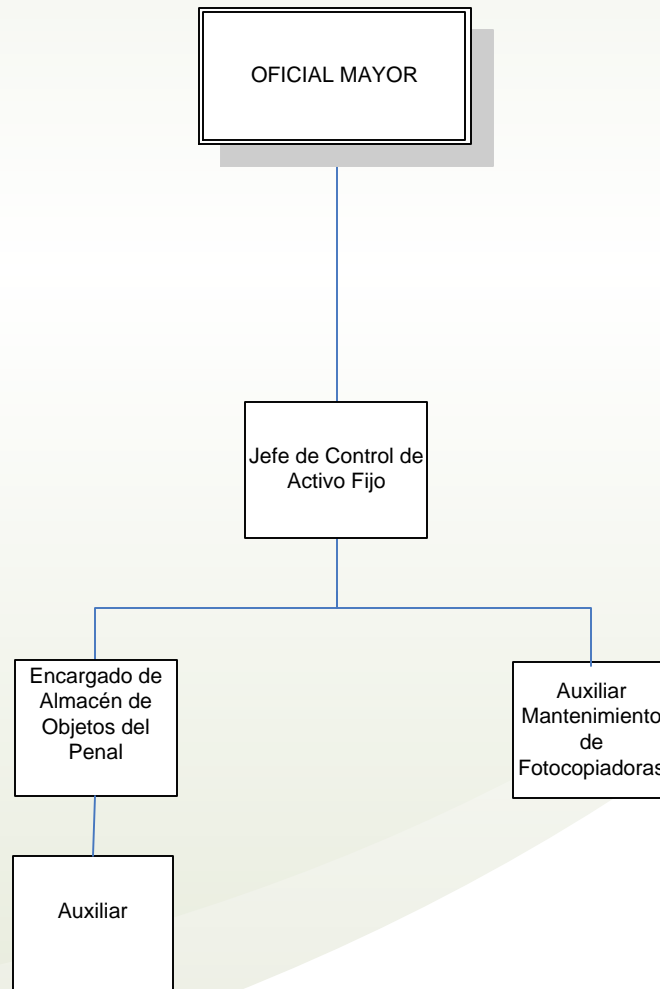 OFICIAL MAYOR
Jefe de Control de
Activo Fijo
Encargado de
Almacén de
Objetos del
Penal
Auxiliar
Mantenimiento
de
Fotocopiadoras
Auxiliar